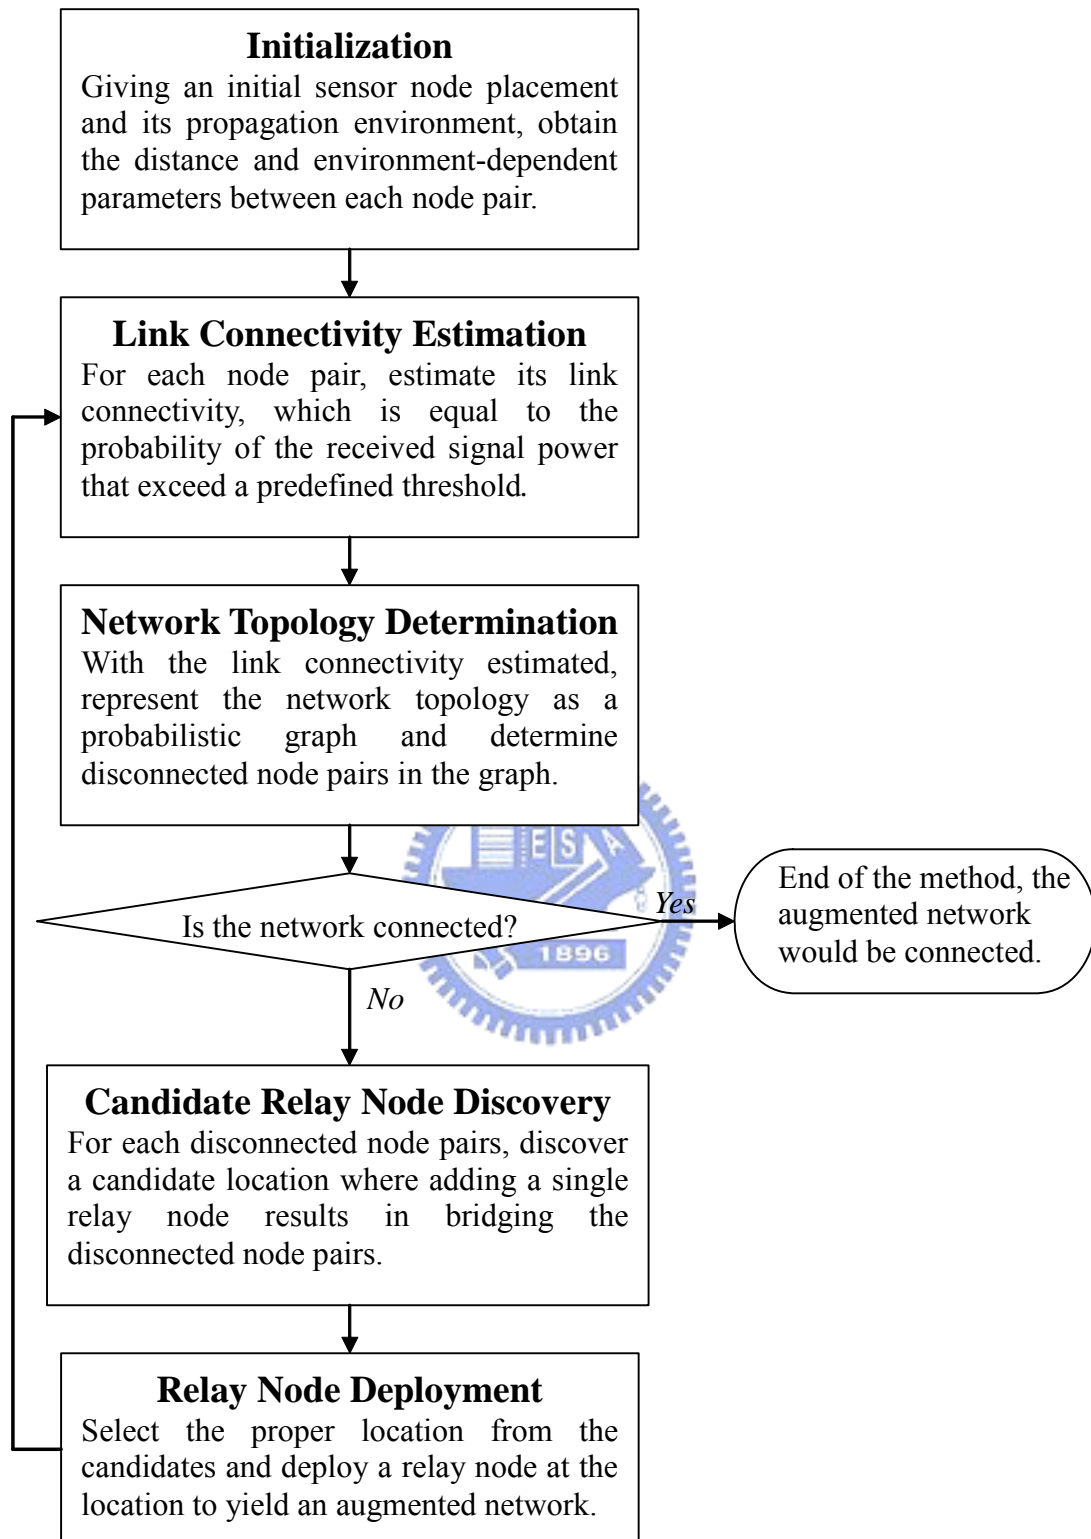 Initialization
Giving an initial sensor node placement
and its propagation environment, obtain
the distance and environment-dependent
parameters between each node pair.
Link Connectivity Estimation
For each node pair, estimate its link
connectivity, which is equal to the
probability of the received signal power
that exceed a predefined threshold.
Network Topology Determination
With the link connectivity estimated,
represent the network topology as a
probabilistic graph and determine
disconnected node pairs in the graph.
E S A
Is the network connected?
Yes
End of the method, the
augmented network
would be connected.
1896
No
Candidate Relay Node Discovery
For each disconnected node pairs, discover
a candidate location where adding a single
relay node results in bridging the
disconnected node pairs.
Relay Node Deployment
Select the proper location from the
candidates and deploy a relay node at the
location to yield an augmented network.